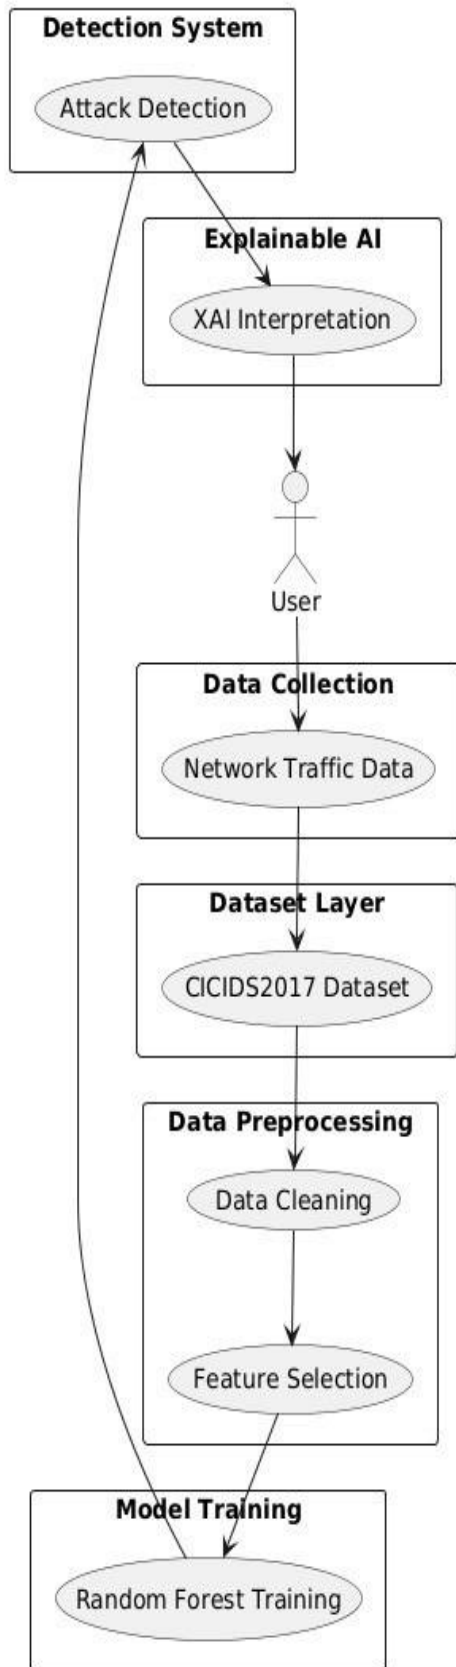 Detection System
Attack Detection
Explainable AI
XAI Interpretation
User
Data Collection
Network Traffic Data
Dataset Layer
CICIDS2017 Dataset
Data Preprocessing
Data Cleaning
Feature Selection
Model Training
Random Forest Training